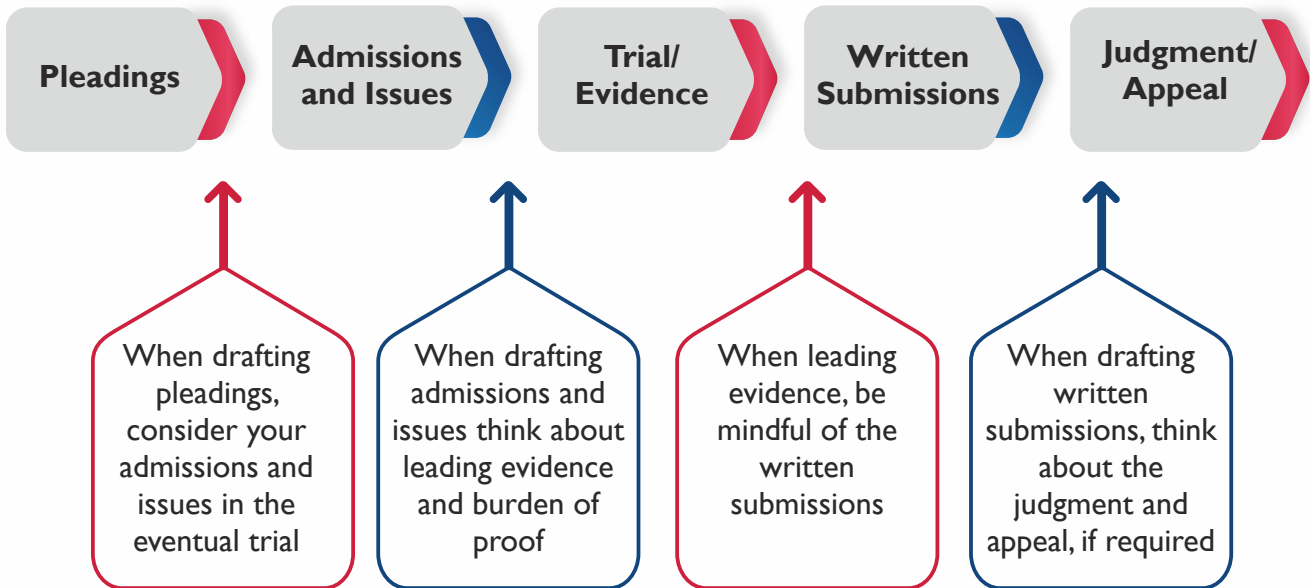 Pleadings
Admissions
and Issues
Trial/
Evidence
Written
Submissions
Judgment/
Appeal
When drafting
pleadings,
consider your
admissions and
issues in the
eventual trial
When drafting
admissions and
issues think about
leading evidence
and burden of
proof
When leading
evidence, be
mindful of the
written
submissions
When drafting
written
submissions, think
about the
judgment and
appeal, if required